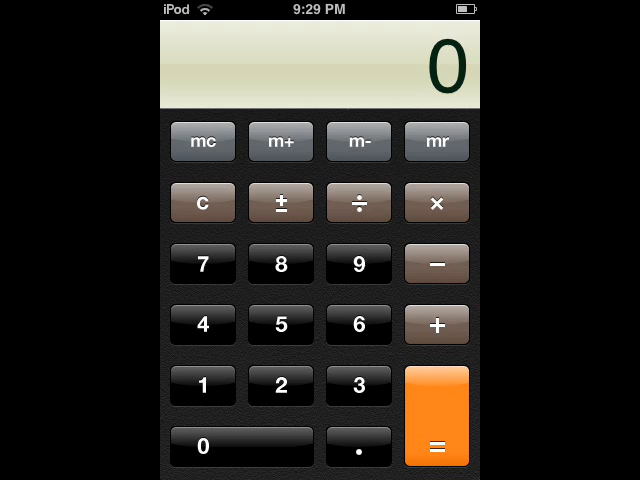 iPod 9:29 PM
0
mc m+ m- mr
c ± ÷ ×
7 8 9 −
4 5 6 +
1 2 3
0 . =